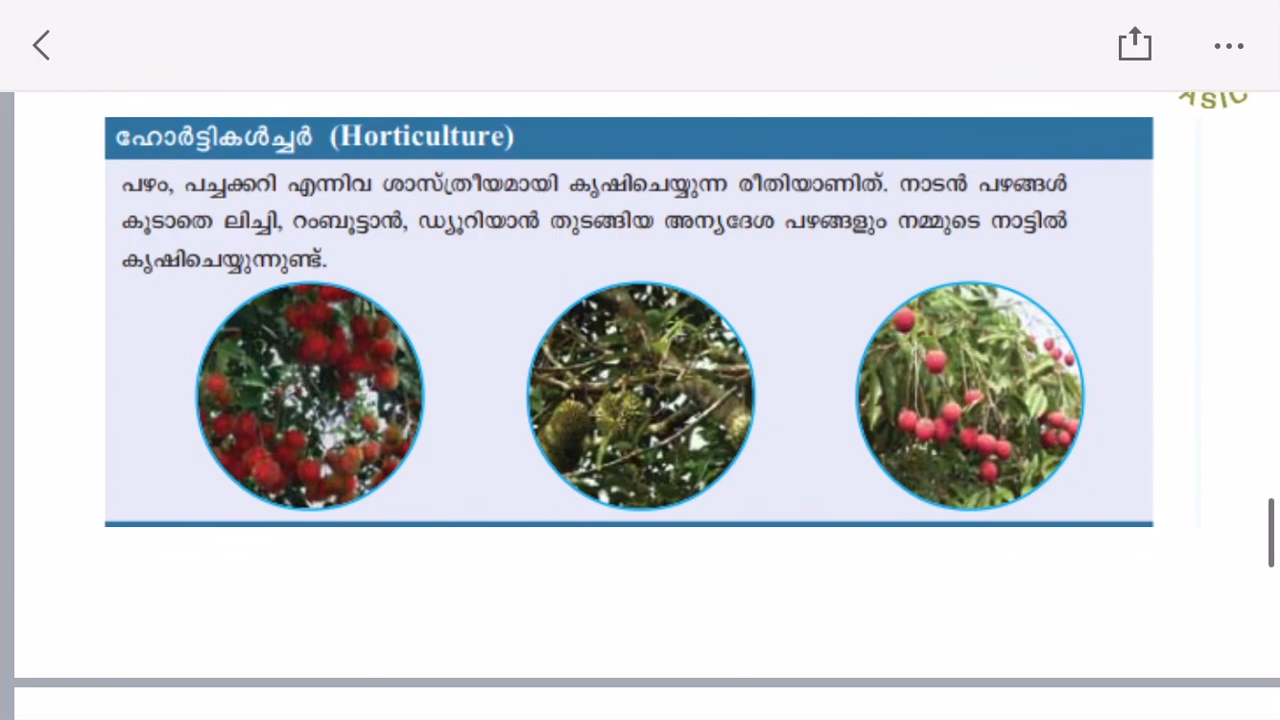 ഹോർട്ടികൾച്ചർ (Horticulture)
പഴം, പച്ചക്കറി എന്നിവ ശാസ്ത്രീയമായി കൃഷിചെയ്യുന്ന രീതിയാണിത്. നാടൻ പഴങ്ങൾ
കൂടാതെ ലിച്ചി, റംബൂട്ടാൻ, ഡ്യൂറിയാൻ തുടങ്ങിയ അന്യദേശ പഴങ്ങളും നമ്മുടെ നാട്ടിൽ
കൃഷിചെയ്യുന്നുണ്ട്.